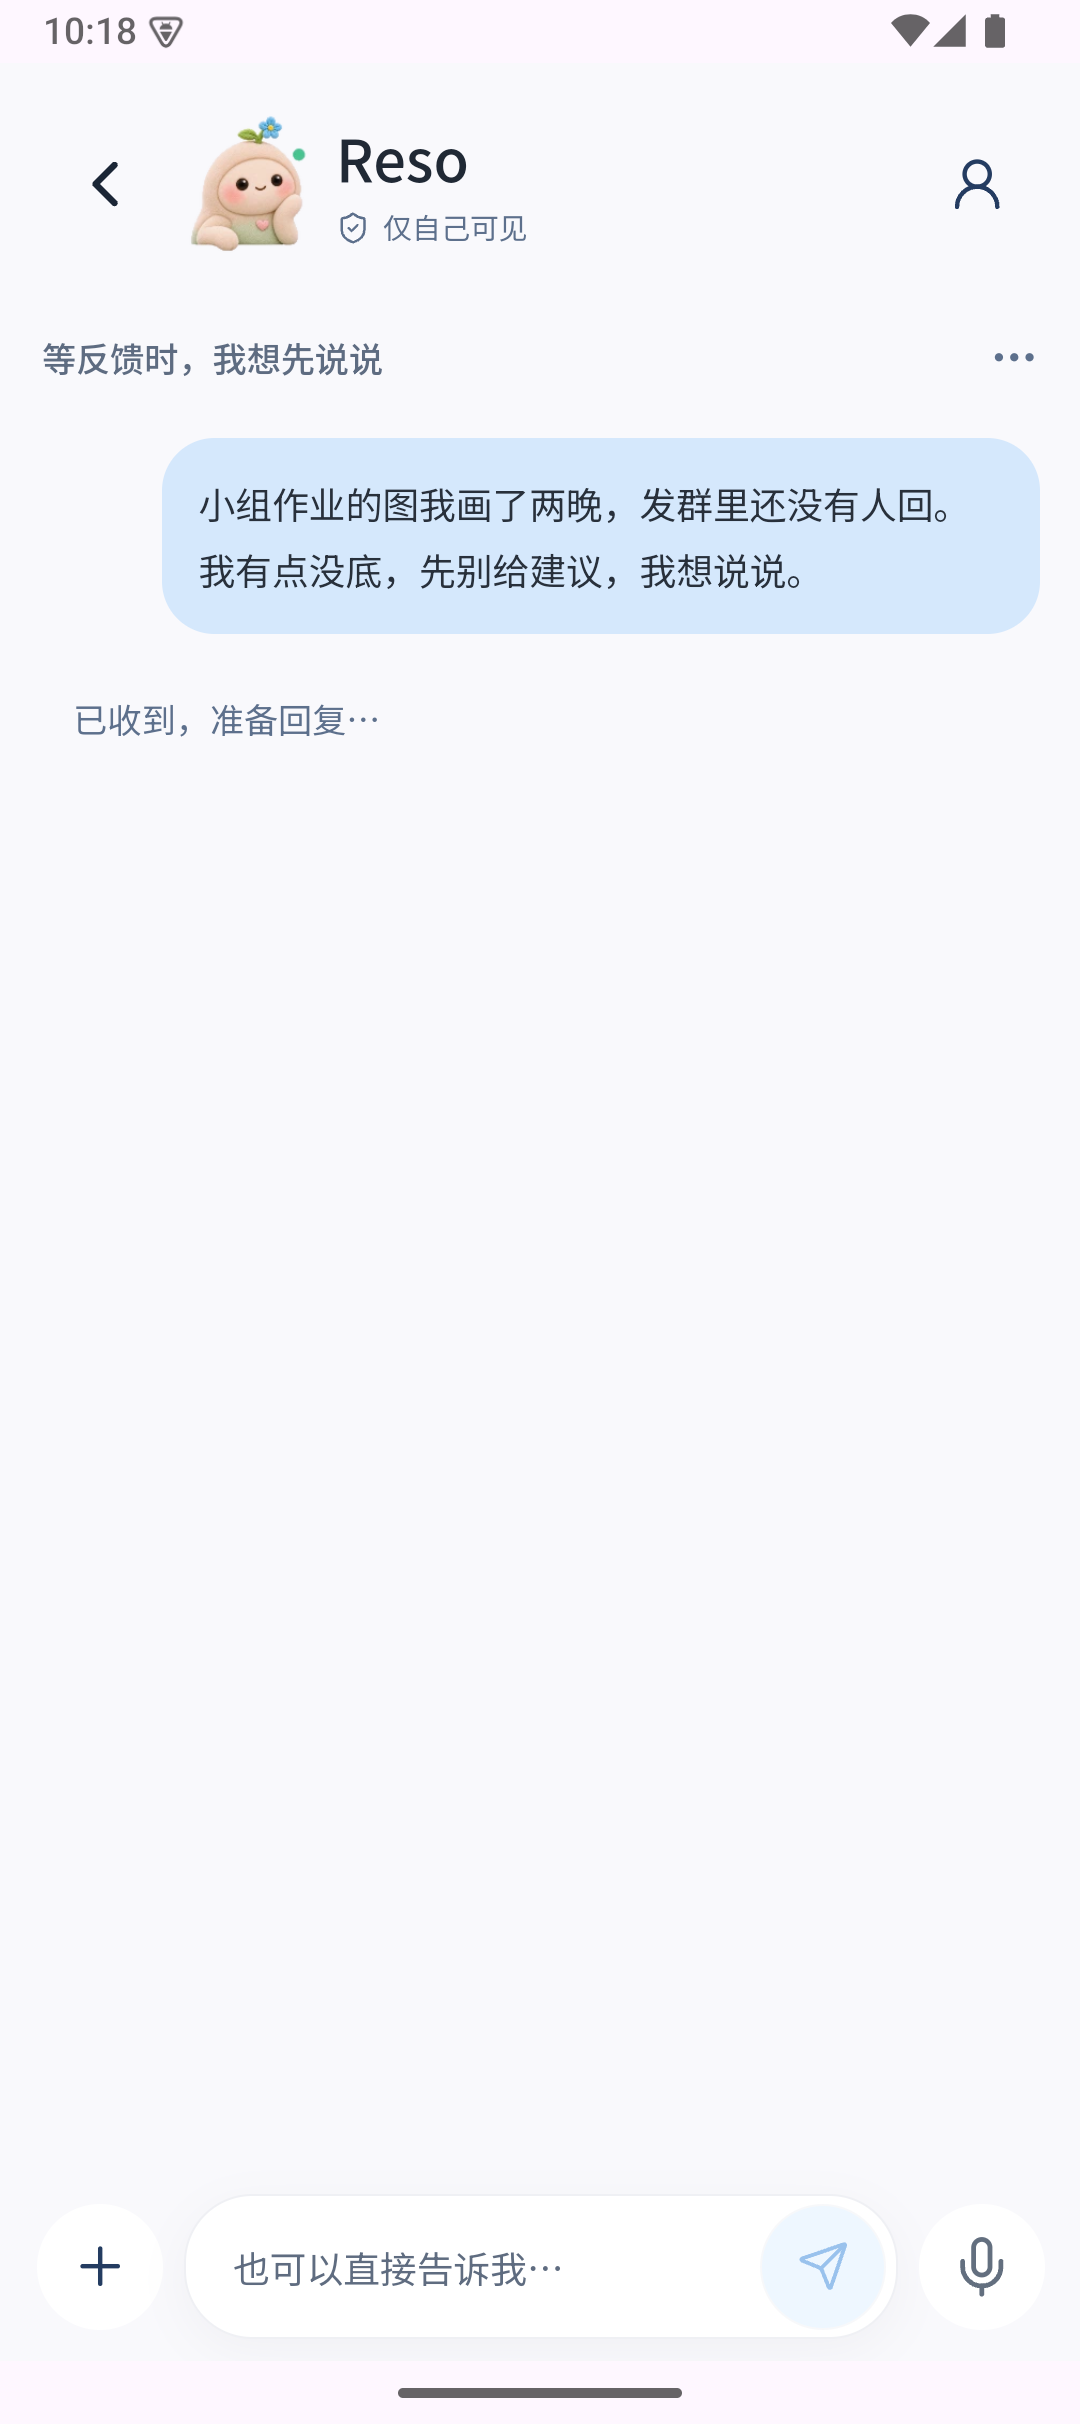 10:18
Reso
仅自己可见
等反馈时，我想先说说
小组作业的图我画了两晚，发群里还没有人回。
我有点没底，先别给建议，我想说说。
已收到，准备回复…
也可以直接告诉我…